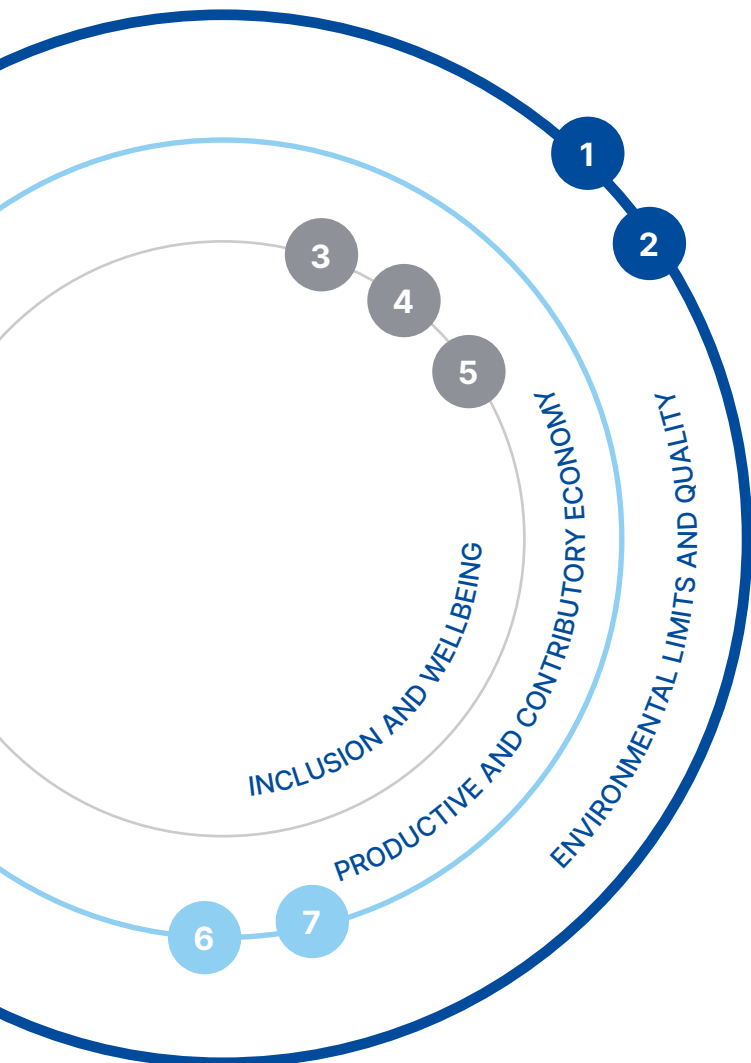 1
2
3
4
5
INCLUSION AND WELLBEING
PRODUCTIVE AND CONTRIBUTORY ECONOMY
ENVIRONMENTAL LIMITS AND QUALITY
6
7